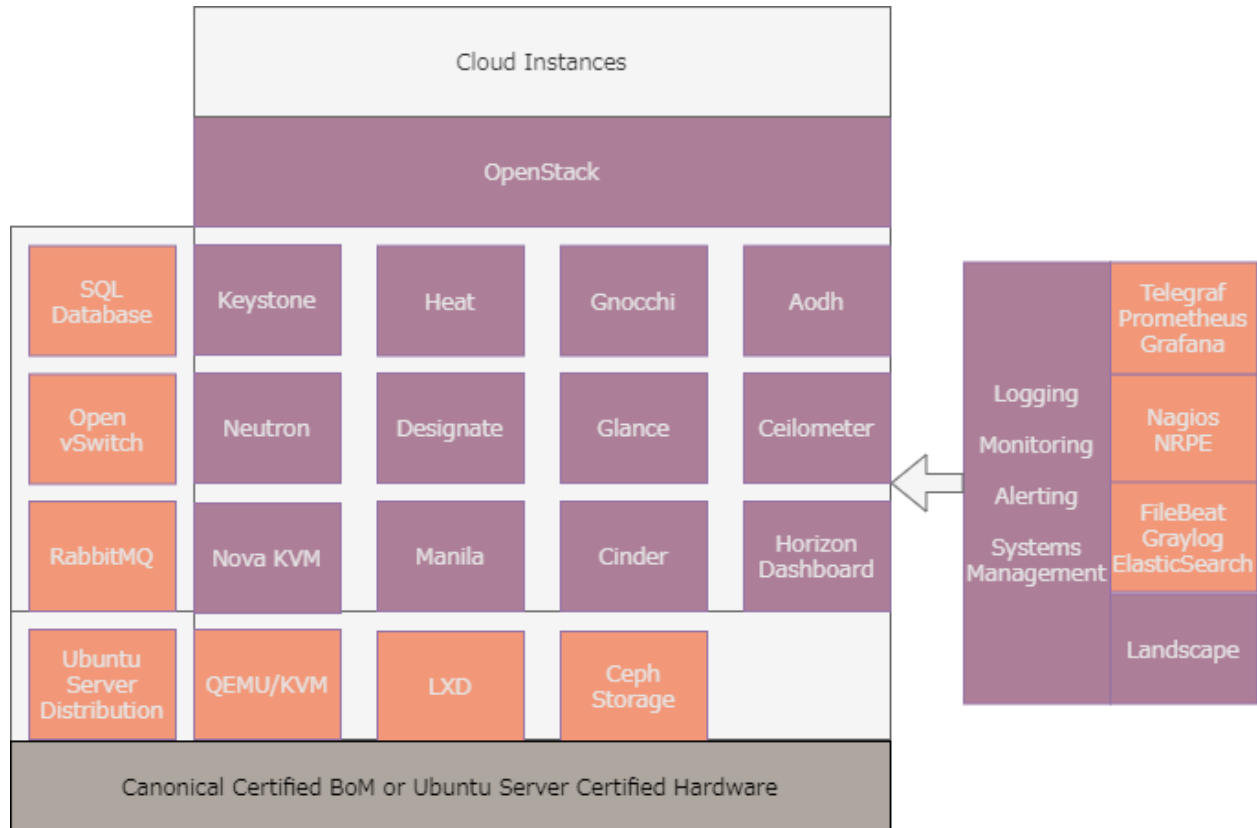 Cloud Instances
OpenStack
SQL
Database
Keystone
Heat
Gnocchi
Aodh
Open
vSwitch
Neutron
Designate
Glance
Ceilometer
RabbitMQ
Nova KVM
Manila
Cinder
Horizon
Dashboard
Ubuntu
Server
Distribution
QEMU/KVM
LXD
Ceph
Storage
Canonical Certified BoM or Ubuntu Server Certified Hardware
Logging
Monitoring
Alerting
Systems
Management
Telegraf
Prometheus
Grafana
Nagios
NRPE
FileBeat
Graylog
ElasticSearch
Landscape